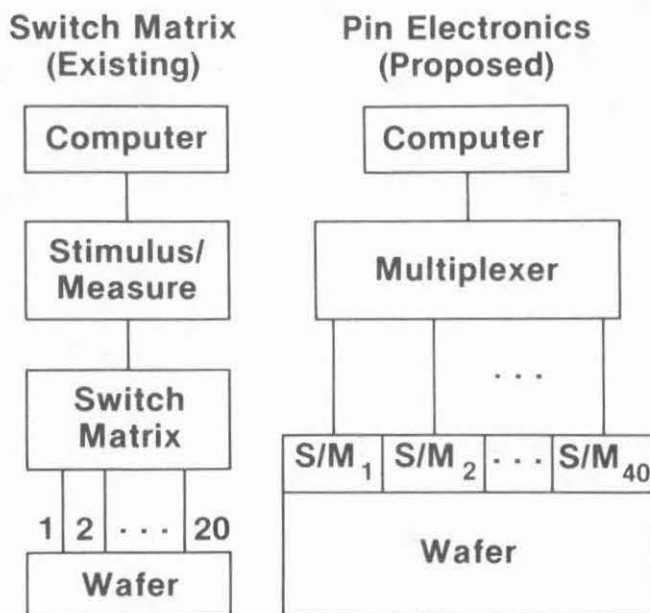 Switch Matrix
(Existing)
Computer
Stimulus/
Measure
Switch
Matrix
1 2 . . . 20
Wafer
Pin Electronics
(Proposed)
Computer
Multiplexer
. . .
S/M1 S/M2 . . . S/M40
Wafer